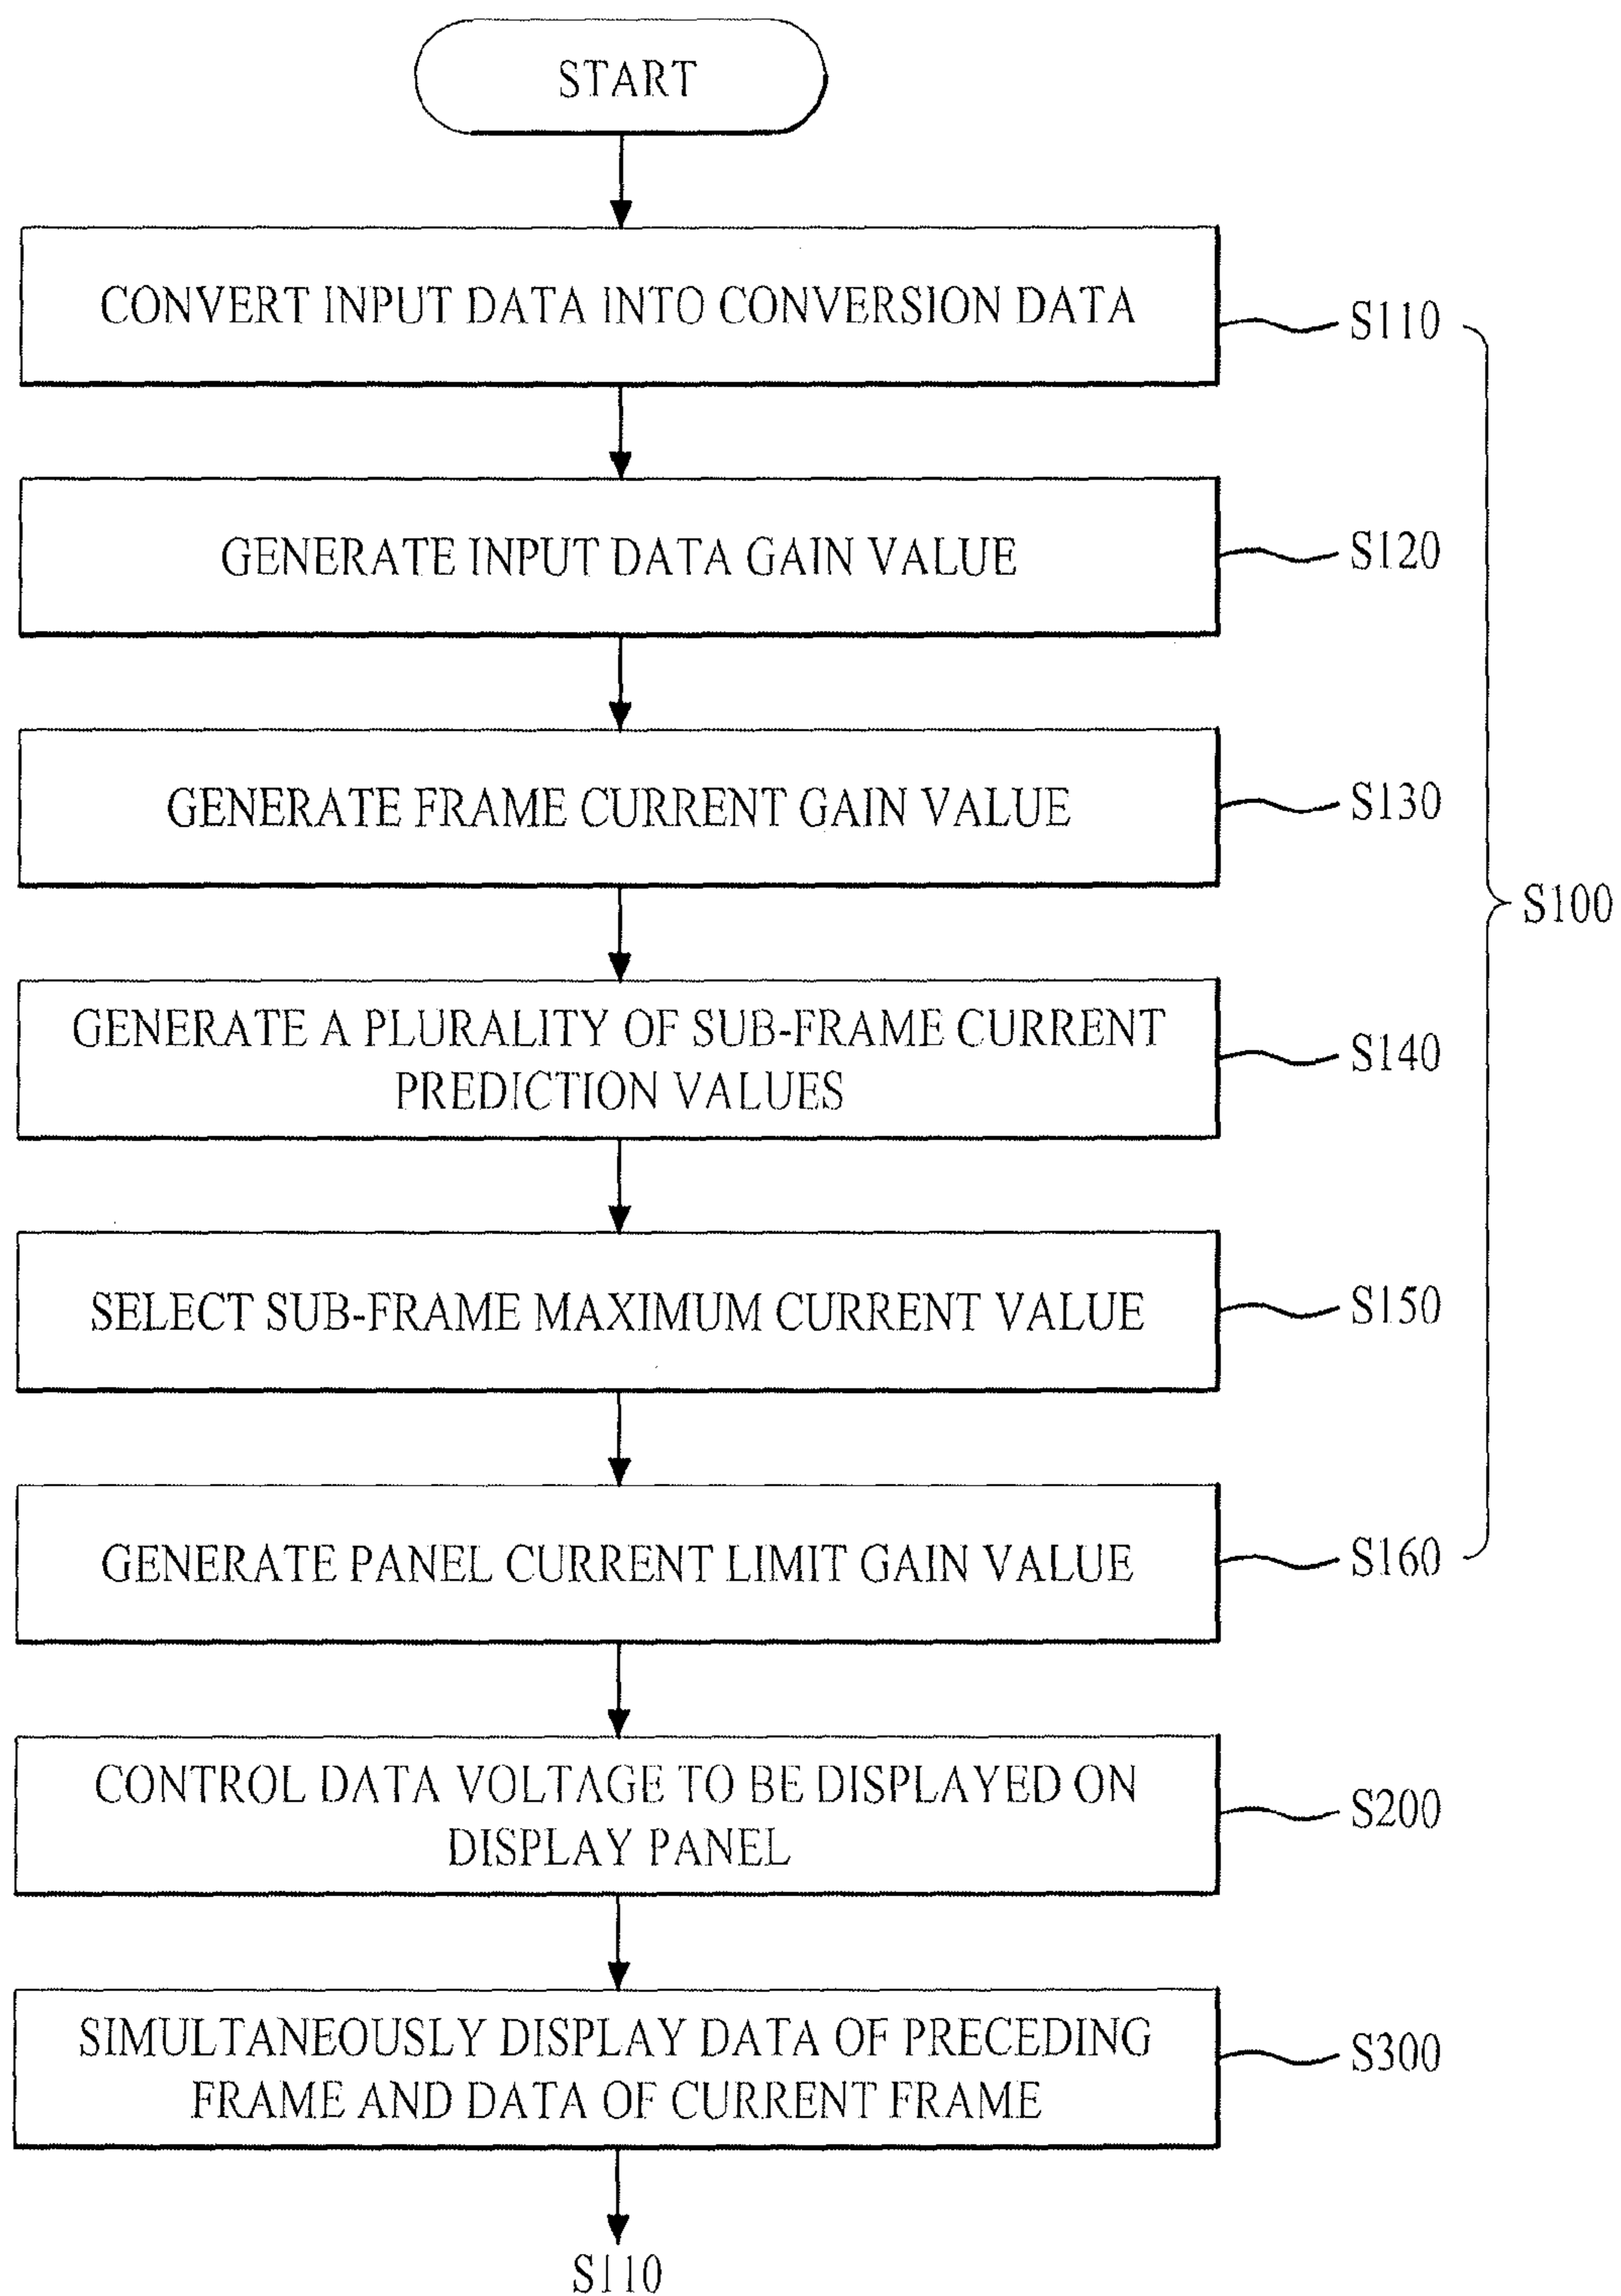 START
CONVERT INPUT DATA INTO CONVERSION DATA
S110
GENERATE INPUT DATA GAIN VALUE
S120
GENERATE FRAME CURRENT GAIN VALUE
S130
S100
GENERATE A PLURALITY OF SUB-FRAME CURRENT
PREDICTION VALUES
S140
SELECT SUB-FRAME MAXIMUM CURRENT VALUE
S150
GENERATE PANEL CURRENT LIMIT GAIN VALUE
S160
CONTROL DATA VOLTAGE TO BE DISPLAYED ON
DISPLAY PANEL
S200
SIMULTANEOUSLY DISPLAY DATA OF PRECEDING
FRAME AND DATA OF CURRENT FRAME
S300
S110